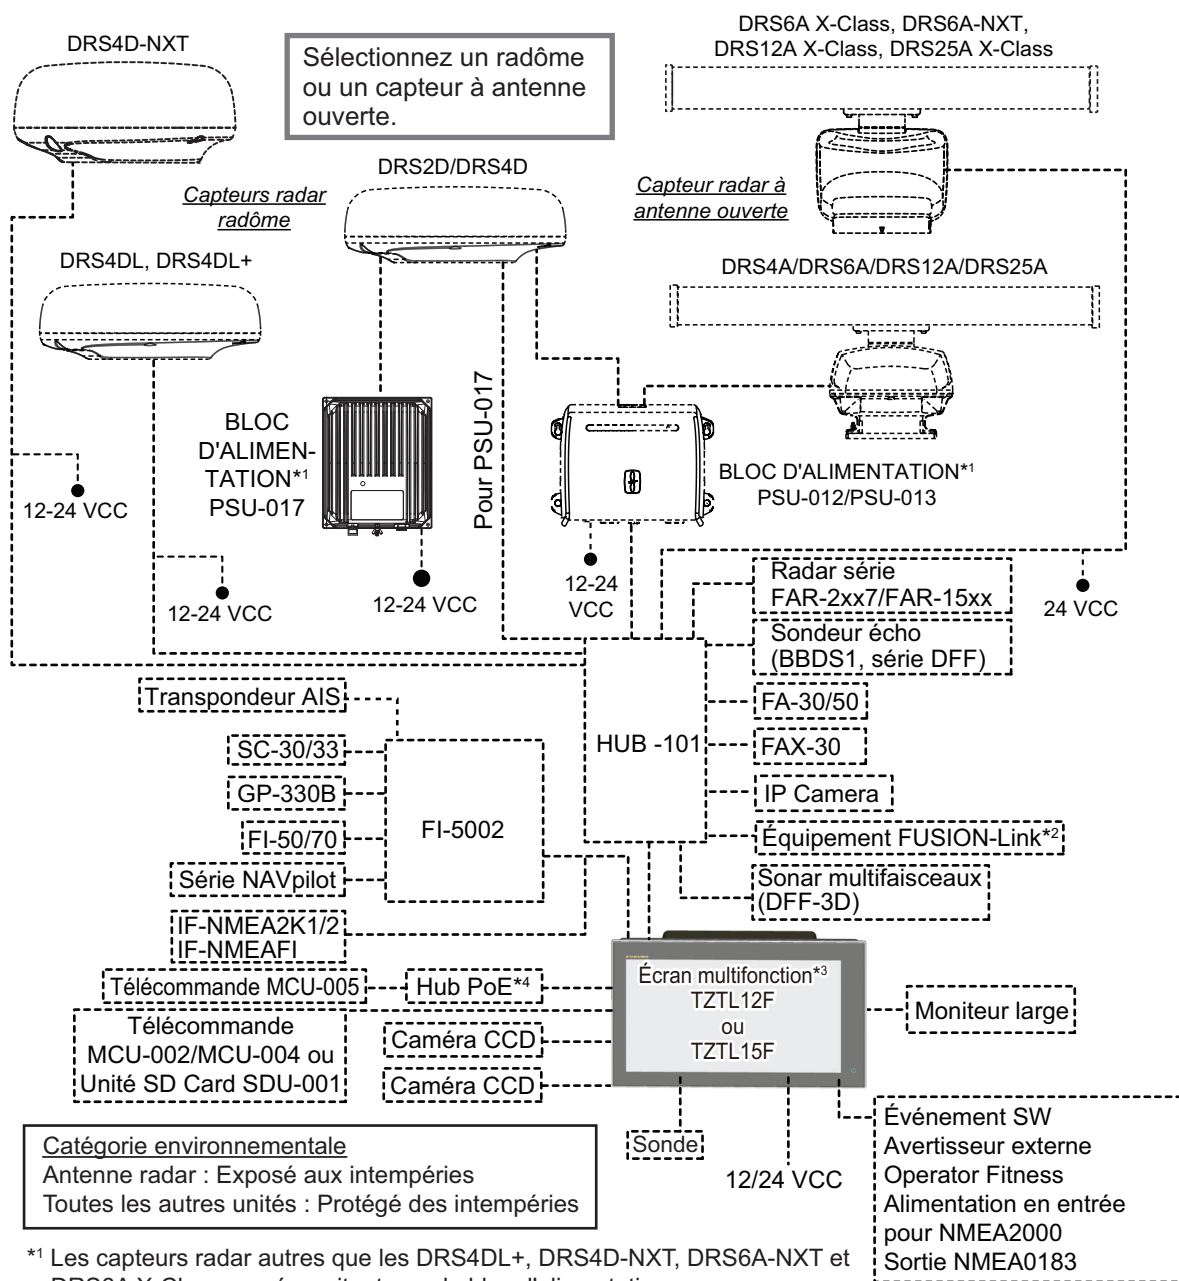 DRS4D-NXT
Sélectionnez un radôme
ou un capteur à antenne
ouverte.
DRS6A X-Class, DRS6A-NXT,
DRS12A X-Class, DRS25A X-Class
Capteurs radar
radôme
DRS2D/DRS4D
Capteur radar à
antenne ouverte
DRS4DL, DRS4DL+
DRS4A/DRS6A/DRS12A/DRS25A
BLOC
D'ALIMEN-
TATION*1
PSU-017
Pour PSU-017
BLOC D'ALIMENTATION*1
PSU-012/PSU-013
12-24 VCC
12-24 VCC
12-24 VCC
12-24
VCC
24 VCC
Radar série
FAR-2xx7/FAR-15xx
Sondeur écho
(BBDS1, série DFF)
Transpondeur AIS
FA-30/50
SC-30/33
HUB -101
FAX-30
GP-330B
IP Camera
FI-5002
FI-50/70
Équipement FUSION-Link*2
Série NAVpilot
Sonar multifaisceaux
(DFF-3D)
IF-NMEA2K1/2
IF-NMEAFI
Télécommande MCU-005
Hub PoE*4
Écran multifonction*3
TZTL12F
ou
TZTL15F
Moniteur large
Télécommande
MCU-002/MCU-004 ou
Unité SD Card SDU-001
Caméra CCD
Caméra CCD
Sonde
12/24 VCC
Événement SW
Avertisseur externe
Operator Fitness
Alimentation en entrée
pour NMEA2000
Sortie NMEA0183
Catégorie environnementale
Antenne radar : Exposé aux intempéries
Toutes les autres unités : Protégé des intempéries
*1 Les capteurs radar autres que les DRS4DL+, DRS4D-NXT, DRS6A-NXT et